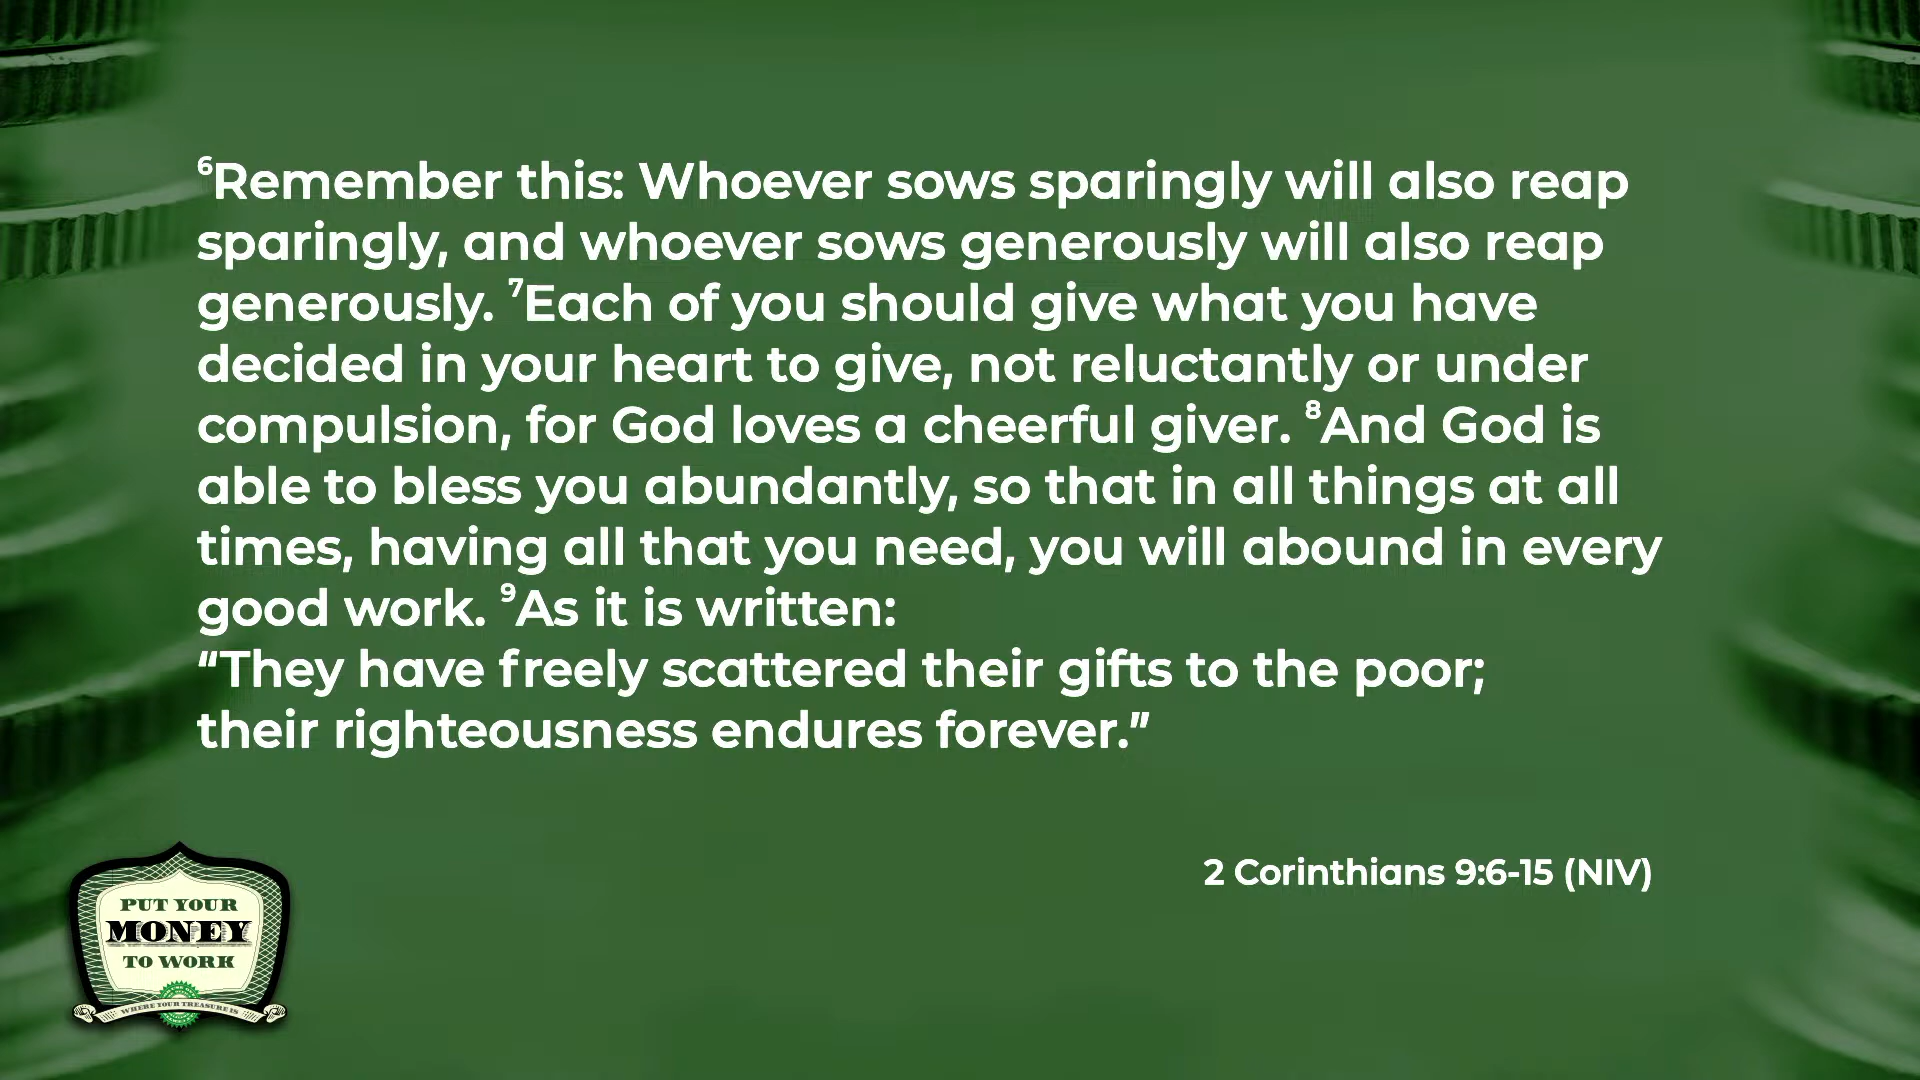 ⁶Remember this: Whoever sows sparingly will also reap
sparingly, and whoever sows generously will also reap
generously. ⁷Each of you should give what you have
decided in your heart to give, not reluctantly or under
compulsion, for God loves a cheerful giver. ⁸And God is
able to bless you abundantly, so that in all things at all
times, having all that you need, you will abound in every
good work. ⁹As it is written:
“They have freely scattered their gifts to the poor;
their righteousness endures forever.”
2 Corinthians 9:6-15 (NIV)
PUT YOUR
MONEY
TO WORK
WHERE YOUR TREASURE IS